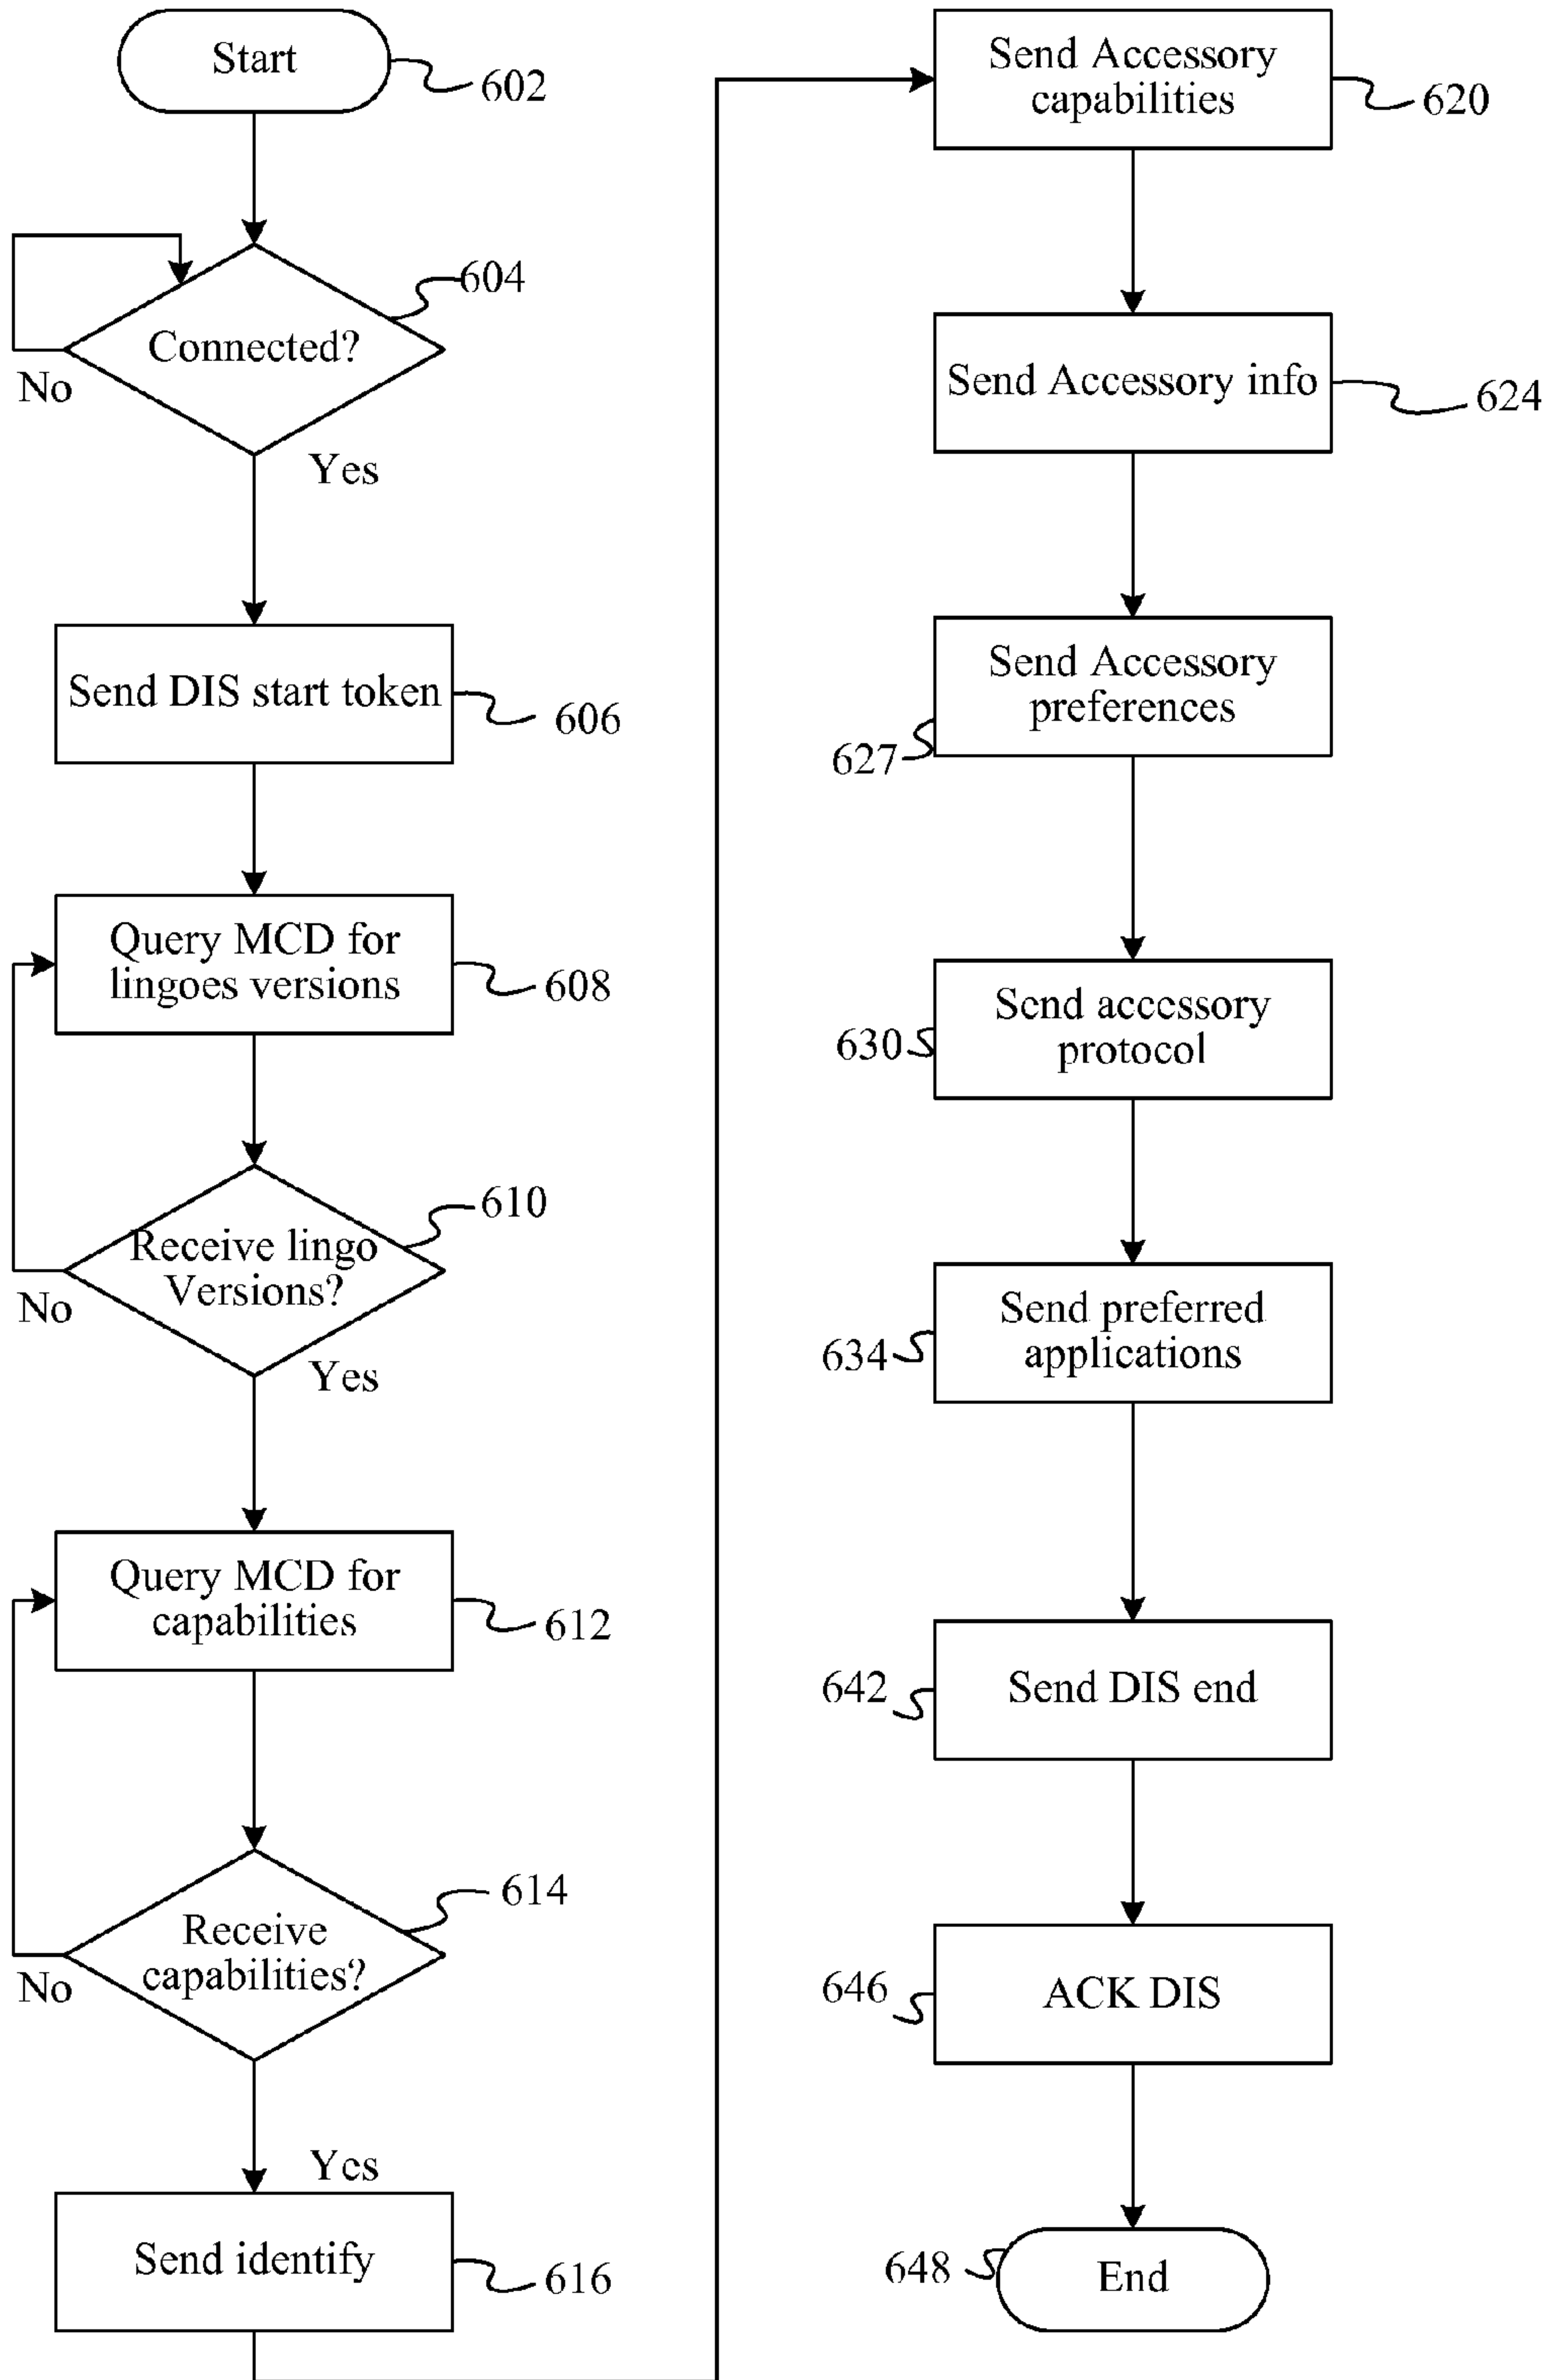 Start
602
604
Connected?
No
Yes
Send DIS start token
606
Query MCD for
lingoes versions
608
610
Receive lingo
Versions?
No
Yes
Query MCD for
capabilities
612
614
Receive
capabilities?
No
Yes
Send identify
616
Send Accessory
capabilities
620
Send Accessory info
624
Send Accessory
preferences
627
Send accessory
protocol
630
Send preferred
applications
634
Send DIS end
642
ACK DIS
646
End
648